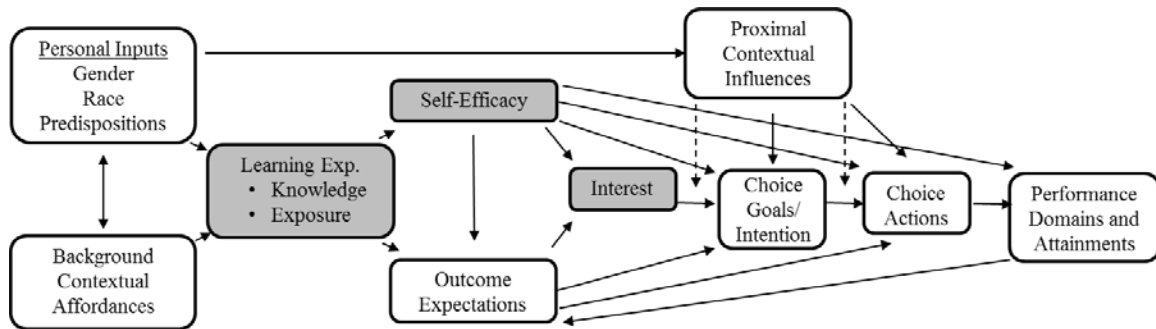 Personal Inputs
Gender
Race
Predispositions
Background
Contextual
Affordances
Learning Exp.
• Knowledge
• Exposure
Self-Efficacy
Outcome
Expectations
Interest
Proximal
Contextual
Influences
Choice
Goals/
Intention
Choice
Actions
Performance
Domains and
Attainments